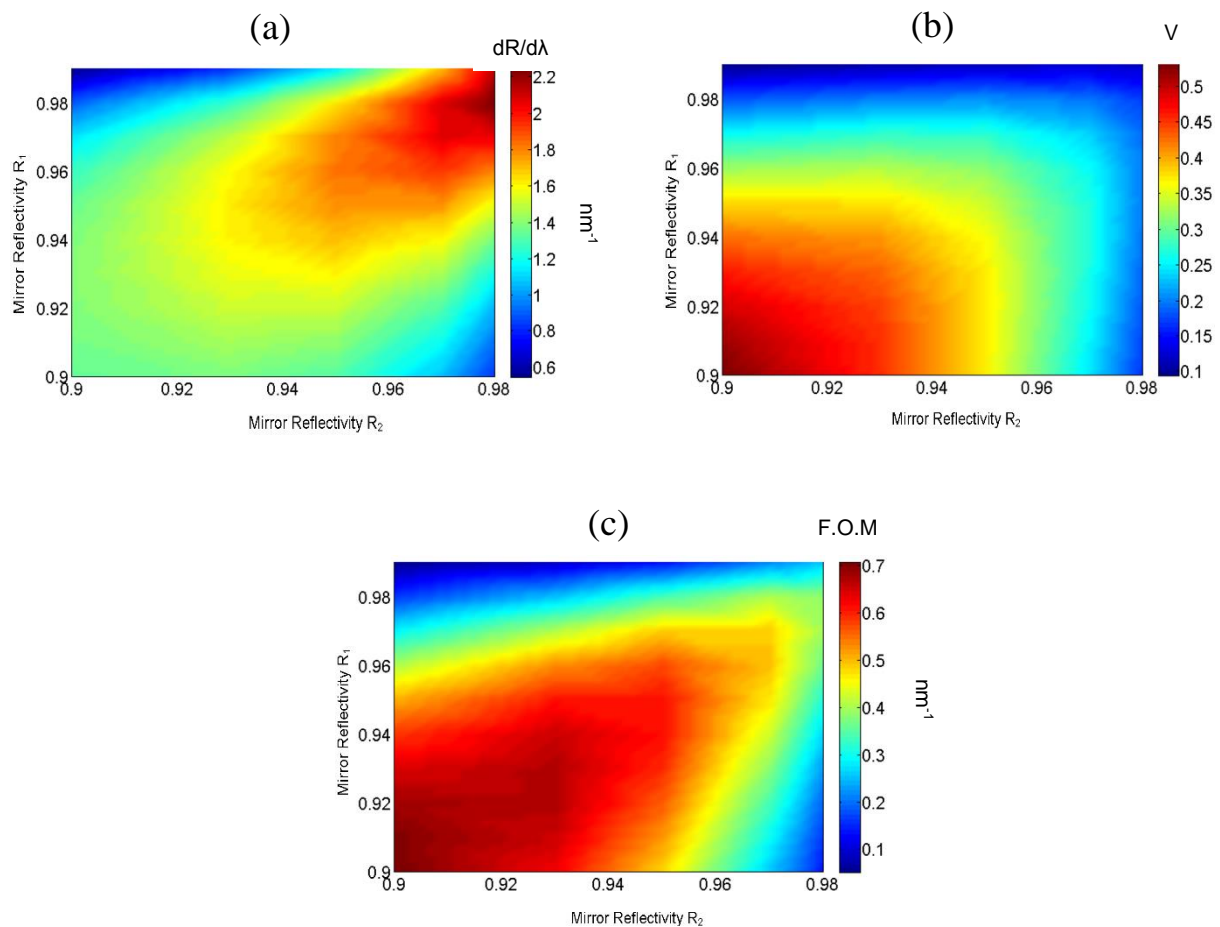 (a)
dR/dλ
2.2
2
1.8
1.6
1.4
1.2
1
0.8
0.6
nm-1
0.98
0.96
0.94
0.92
0.9
Mirror Reflectivity R1
0.9 0.92 0.94 0.96 0.98
Mirror Reflectivity R2
(b)
V
0.5
0.45
0.4
0.35
0.3
0.25
0.2
0.15
0.1
0.98
0.96
0.94
0.92
0.9
Mirror Reflectivity R1
0.9 0.92 0.94 0.96 0.98
Mirror Reflectivity R2
(c)
F.O.M
0.7
0.6
0.5
0.4
0.3
0.2
0.1
nm-1
0.98
0.96
0.94
0.92
0.9
Mirror Reflectivity R1
0.9 0.92 0.94 0.96 0.98
Mirror Reflectivity R2